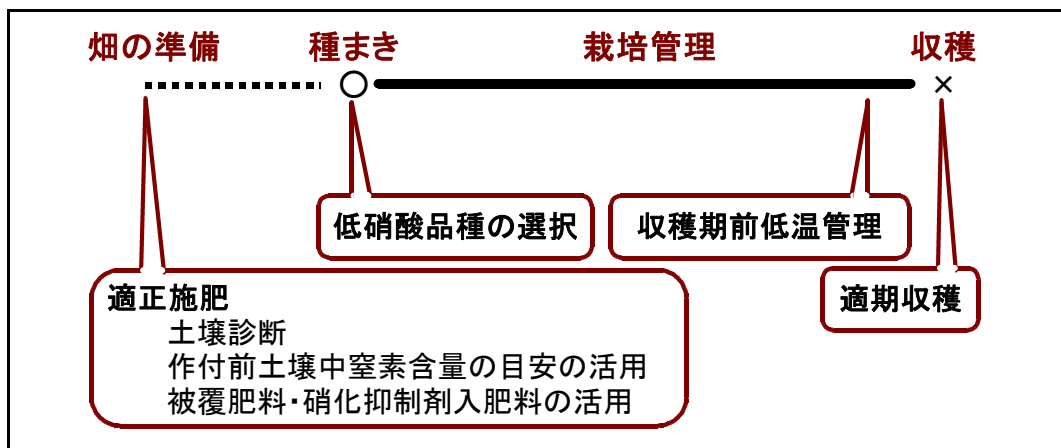 畑の準備 種まき 栽培管理 収穫
低硝酸品種の選択
収穫期前低温管理
適期収穫
適正施肥
土壌診断
作付前土壌中窒素含量の目安の活用
被覆肥料・硝化抑制剤入肥料の活用